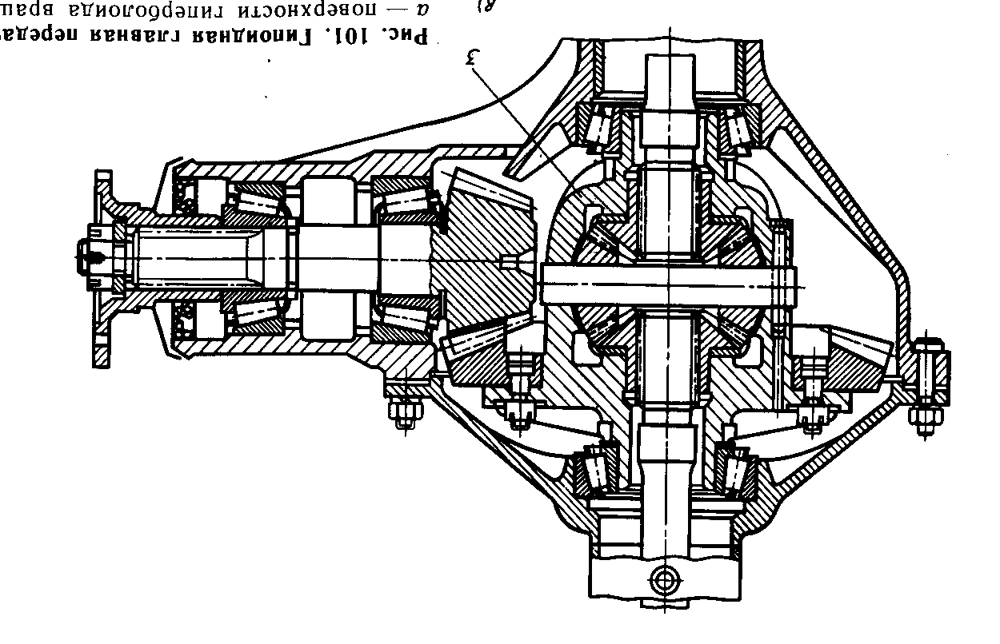 3
в)
Рис. 101. Гипоидная главная переда
а — поверхности гиперболоида вращ